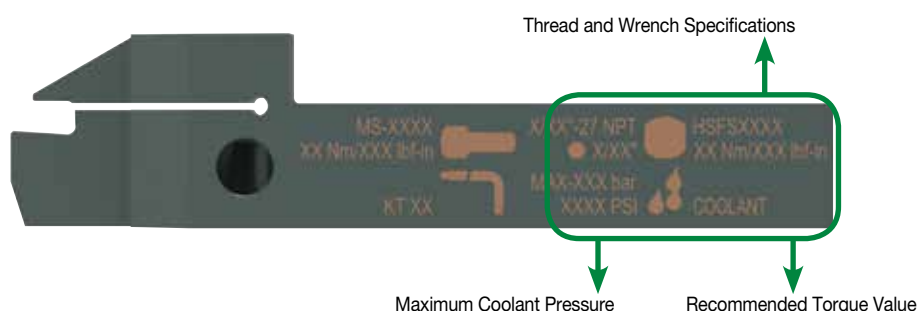 Thread and Wrench Specifications
MS-XXXX
XX Nm/XXX lbf-in
KT XX
X/XX"-27 NPT
X/XX"
MAX-XXX bar
XXXX PSI
HSFSXXXX
XX Nm/XXX lbf-in
COOLANT
Maximum Coolant Pressure
Recommended Torque Value